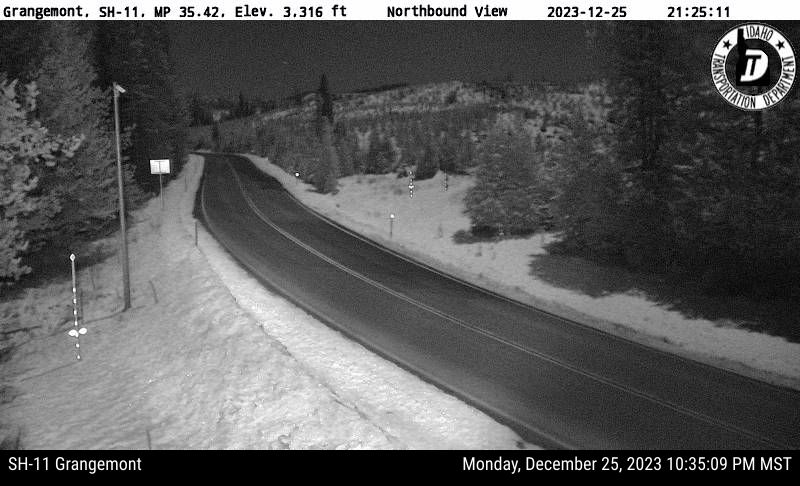 Grangemont, SH-11, MP 35.42, Elev. 3,316 ft Northbound View 2023-12-25 21:25:11
IDAHO
TRANSPORTATION DEPARTMENT
SH-11 Grangemont Monday, December 25, 2023 10:35:09 PM MST